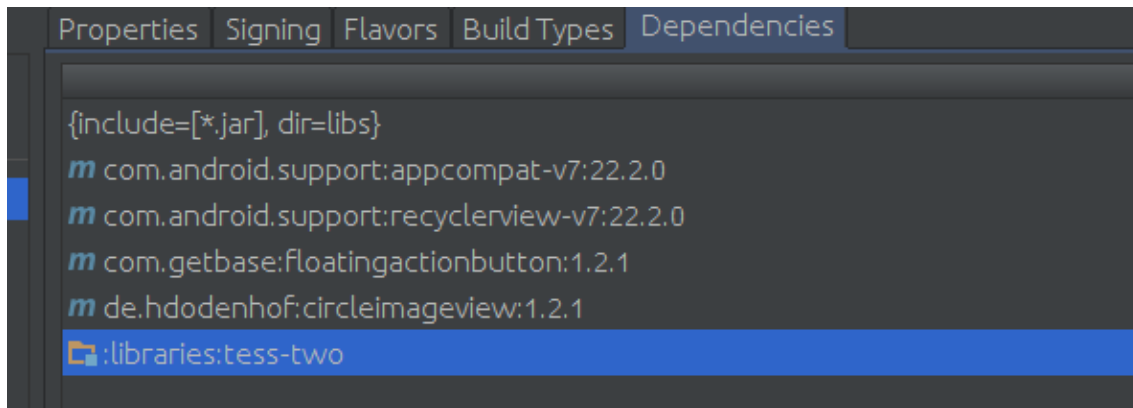 Properties Signing Flavors Build Types Dependencies
{include=[*.jar], dir=libs}
m com.android.support:appcompat-v7:22.2.0
m com.android.support:recyclerview-v7:22.2.0
m com.getbase:floatingactionbutton:1.2.1
m de.hdodenhof:circleimageview:1.2.1
:libraries:tess-two